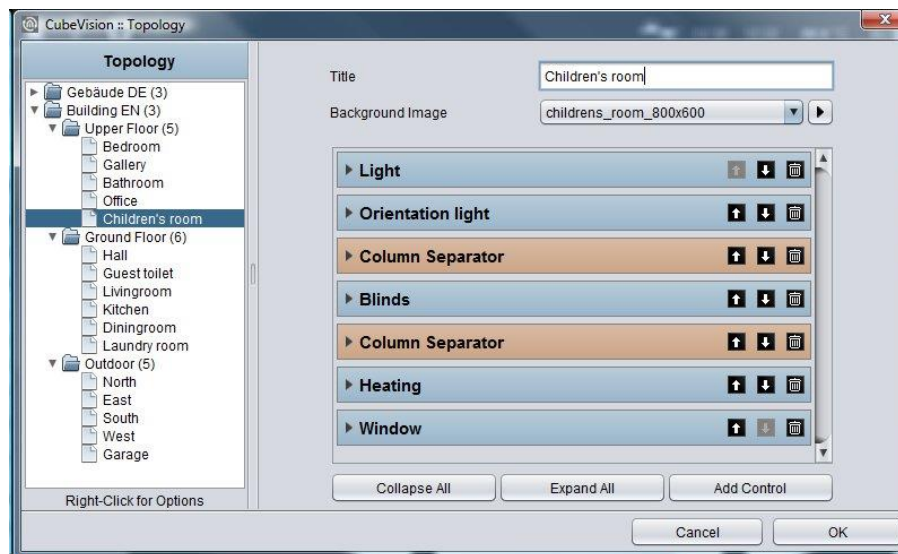 CubeVision :: Topology
Topology
Gebäude DE (3)
Building EN (3)
Upper Floor (5)
Bedroom
Gallery
Bathroom
Office
Children's room
Ground Floor (6)
Hall
Guest toilet
Livingroom
Kitchen
Diningroom
Laundry room
Outdoor (5)
North
East
South
West
Garage
Right-Click for Options
Title Children's room
Background Image childrens_room_800x600
Light
Orientation light
Column Separator
Blinds
Column Separator
Heating
Window
Collapse All Expand All Add Control
Cancel OK